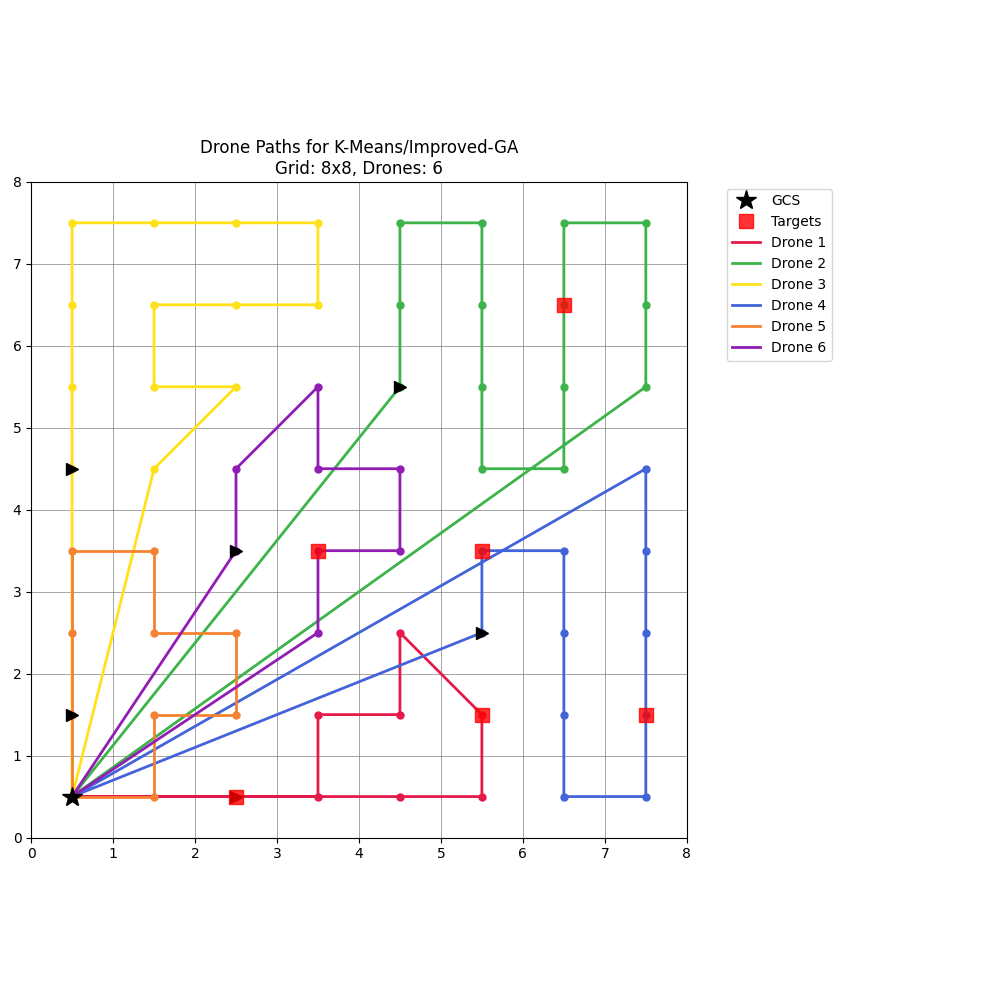 Drone Paths for K-Means/Improved-GA
Grid: 8x8, Drones: 6
8
7
6
5
4
3
2
1
0
0 1 2 3 4 5 6 7 8
GCS
Targets
Drone 1
Drone 2
Drone 3
Drone 4
Drone 5
Drone 6